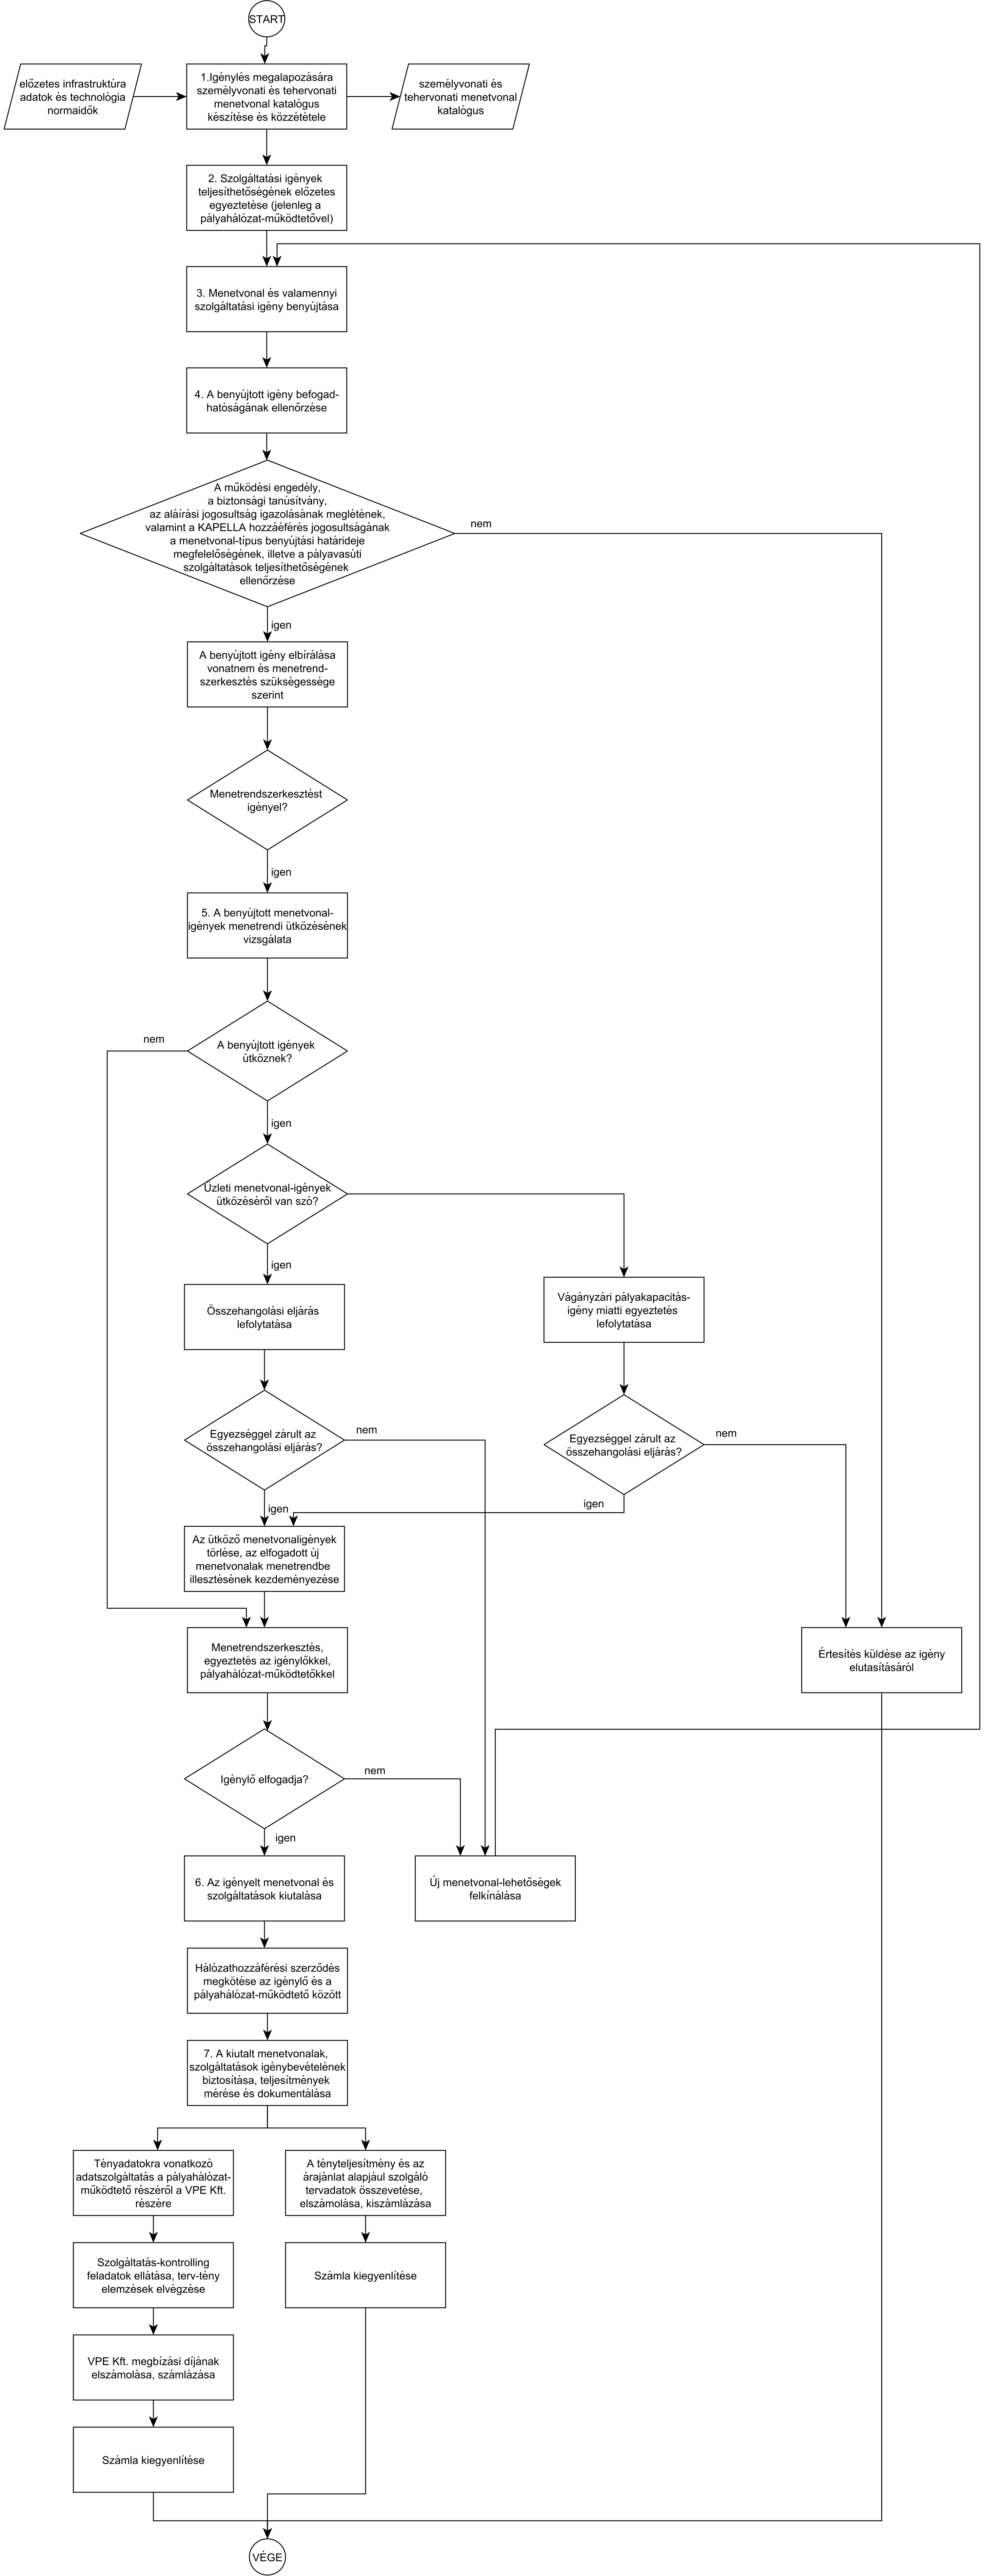 START
előzetes infrastruktúra
adatok és technológia
normaidők
1.Igénylés megalapozására
személyvonati és tehervonati
menetvonal katalógus
készítése és közzététele
személyvonati és
tehervonati menetvonal
katalógus
2. Szolgáltatási igények
teljesíthetőségének előzetes
egyeztetése (jelenleg a
pályahálózat-működtetővel)
3. Menetvonal és valamennyi
szolgáltatási igény benyújtása
4. A benyújtott igény befogad-
hatóságának ellenőrzése
A működési engedély,
a biztonsági tanúsítvány,
az aláírási jogosultság igazolásának meglétének,
valamint a KAPELLA hozzáéférés jogosultságának
a menetvonal-típus benyújtási határideje
megfelelőségének, illetve a pályavasúti
szolgáltatások teljesíthetőségének
ellenőrzése
nem
igen
A benyújtott igény elbírálása
vonatnem és menetrend-
szerkesztés szükségessége
szerint
Menetrendszerkesztést
igényel?
igen
5. A benyújtott menetvonal-
igények menetrendi ütközésének
vizsgálata
nem
A benyújtott igények
ütköznek?
igen
Üzleti menetvonal-igények
ütközéséről van szó?
igen
Összehangolási eljárás
lefolytatása
Vágányzári pályakapacitás-
igény miatti egyeztetés
lefolytatása
Egyezséggel zárult az
összehangolási eljárás?
nem
Egyezséggel zárult az
összehangolási eljárás?
nem
igen
igen
Az ütköző menetvonaligények
törlése, az elfogadott új
menetvonalak menetrendbe
illesztésének kezdeményezése
Menetrendszerkesztés,
egyeztetés az igénylőkkel,
pályahálózat-működtetőkkel
Értesítés küldése az igény
elutasításáról
Igénylő elfogadja?
nem
igen
6. Az igényelt menetvonal és
szolgáltatások kiutalása
Új menetvonal-lehetőségek
felkínálása
Hálózathozzáférési szerződés
megkötése az igénylő és a
pályahálózat-működtető között
7. A kiutalt menetvonalak,
szolgáltatások igénybevételének
biztosítása, teljesítmények
mérése és dokumentálása
Tényadatokra vonatkozó
adatszolgáltatás a pályahálózat-
működtető részéről a VPE Kft.
részére
A tényteljesítmény és az
árajánlat alapjául szolgáló
tervadatok összevetése,
elszámolása, kiszámlázása
Szolgáltatás-kontrolling
feladatok ellátása, terv-tény
elemzések elvégzése
Számla kiegyenlítése
VPE Kft. megbízási díjának
elszámolása, számlázása
Számla kiegyenlítése
VÉGE